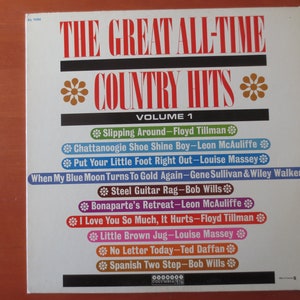 THE GREAT ALL-TIME
COUNTRY HITS
VOLUME 1
Slipping Around—Floyd Tillman
Chattanoogie Shoe Shine Boy—Leon McAuliffe
Put Your Little Foot Right Out—Louise Massey
When My Blue Moon Turns To Gold Again—Gene Sullivan & Wiley Walker
Steel Guitar Rag—Bob Wills
Bonaparte's Retreat—Leon McAuliffe
I Love You So Much, It Hurts—Floyd Tillman
Little Brown Jug—Louise Massey
No Letter Today—Ted Daffan
Spanish Two Step—Bob Wills